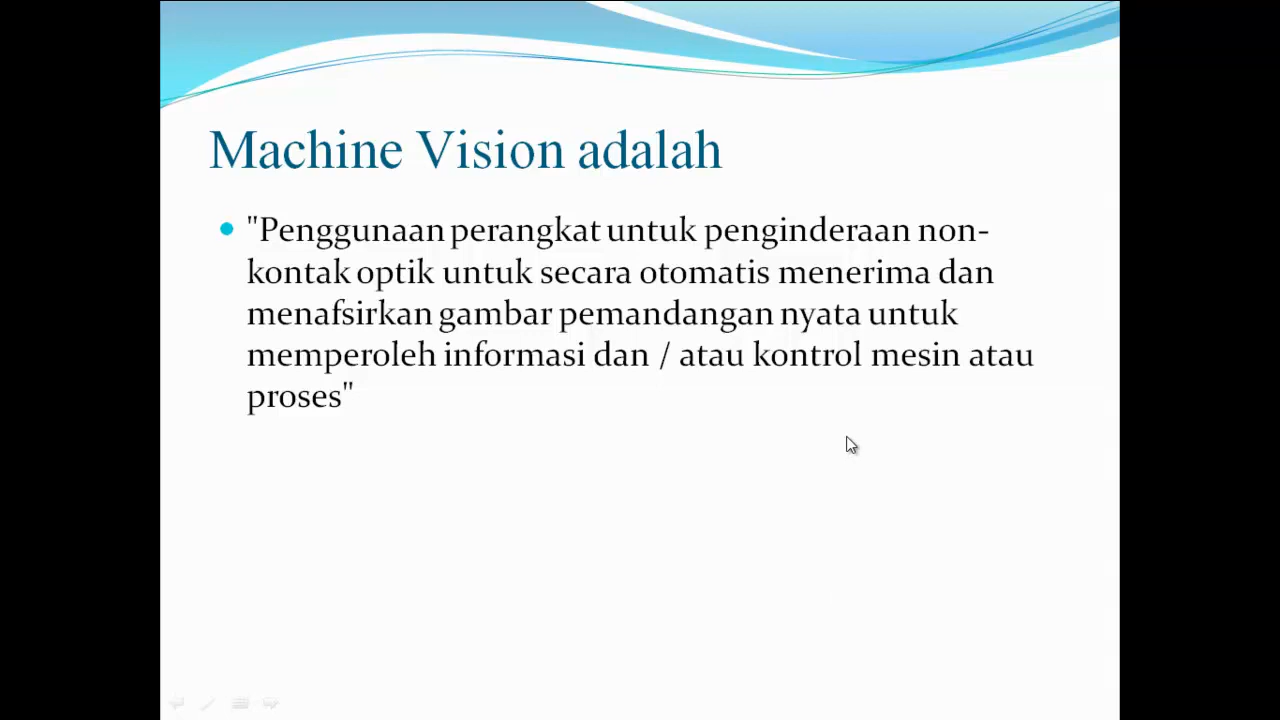 Machine Vision adalah
"Penggunaan perangkat untuk penginderaan non-
kontak optik untuk secara otomatis menerima dan
menafsirkan gambar pemandangan nyata untuk
memperoleh informasi dan / atau kontrol mesin atau
proses"